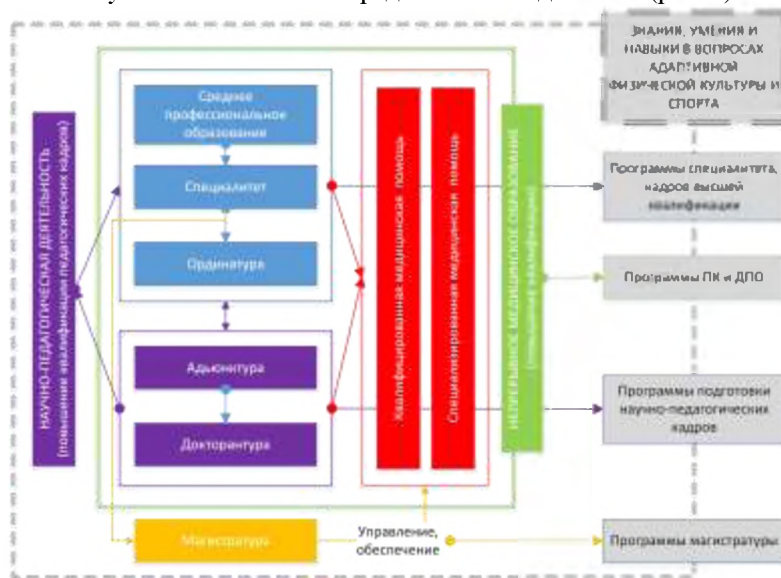 ЗНАНИЯ, УМЕНИЯ И
НАВЫКИ В ВОПРОСАХ
АДАПТИВНОЙ
ФИЗИЧЕСКОЙ КУЛЬТУРЫ И
СПОРТА
НАУЧНО-ПЕДАГОГИЧЕСКАЯ ДЕЯТЕЛЬНОСТЬ
(повышение квалификации педагогических кадров)
Среднее
профессиональное
образование
Специалитет
Ординатура
Адъюнктура
Докторантура
Магистратура
Квалифицированная медицинская помощь
Специализированная медицинская помощь
НЕПРЕРЫВНОЕ МЕДИЦИНСКОЕ ОБРАЗОВАНИЕ
(повышение квалификации)
Управление,
обеспечение
Программы специалитета,
кадров высшей
квалификации
Программы ПК и ДПО
Программы подготовки
научно-педагогических
кадров
Программы магистратуры